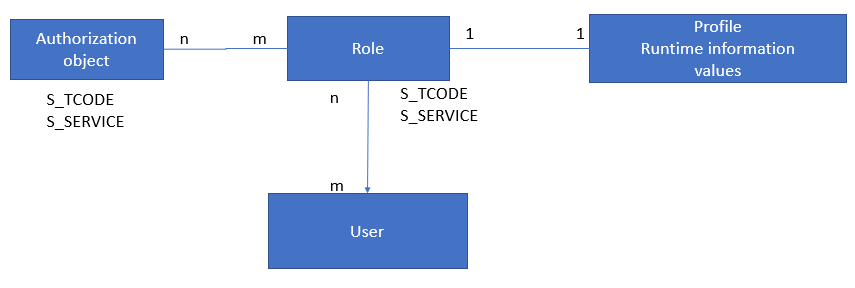 Authorization
object
n
m
Role
1
1
Profile
Runtime information
values
S_TCODE
S_SERVICE
n
S_TCODE
S_SERVICE
m
User